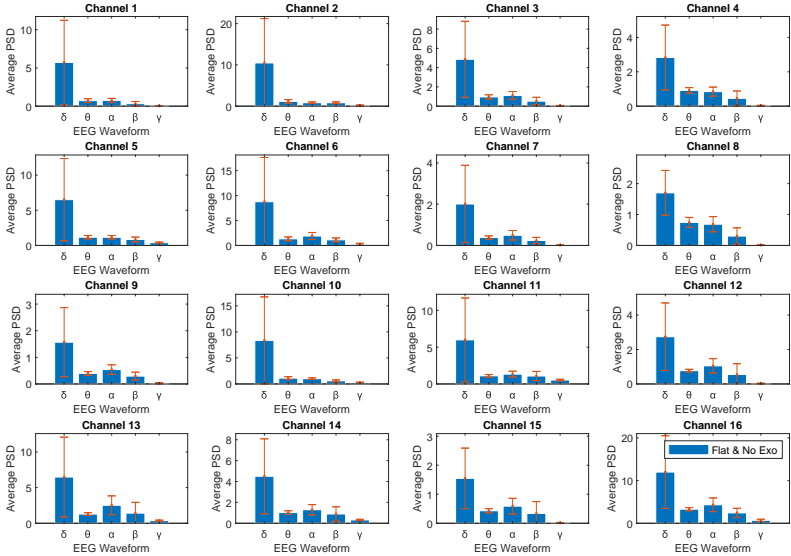 Channel 1
Average PSD
10
5
0
δ θ α β γ
EEG Waveform
Channel 2
Average PSD
20
10
0
δ θ α β γ
EEG Waveform
Channel 3
Average PSD
8
6
4
2
0
δ θ α β γ
EEG Waveform
Channel 4
Average PSD
4
2
0
δ θ α β γ
EEG Waveform
Channel 5
Average PSD
10
5
0
δ θ α β γ
EEG Waveform
Channel 6
Average PSD
15
10
5
0
δ θ α β γ
EEG Waveform
Channel 7
Average PSD
4
2
0
δ θ α β γ
EEG Waveform
Channel 8
Average PSD
2
1
0
δ θ α β γ
EEG Waveform
Channel 9
Average PSD
3
2
1
0
δ θ α β γ
EEG Waveform
Channel 10
Average PSD
15
10
5
0
δ θ α β γ
EEG Waveform
Channel 11
Average PSD
10
5
0
δ θ α β γ
EEG Waveform
Channel 12
Average PSD
4
2
0
δ θ α β γ
EEG Waveform
Channel 13
Average PSD
10
5
0
δ θ α β γ
EEG Waveform
Channel 14
Average PSD
8
6
4
2
0
δ θ α β γ
EEG Waveform
Channel 15
Average PSD
3
2
1
0
δ θ α β γ
EEG Waveform
Channel 16
Average PSD
20
10
0
Flat & No Exo
δ θ α β γ
EEG Waveform